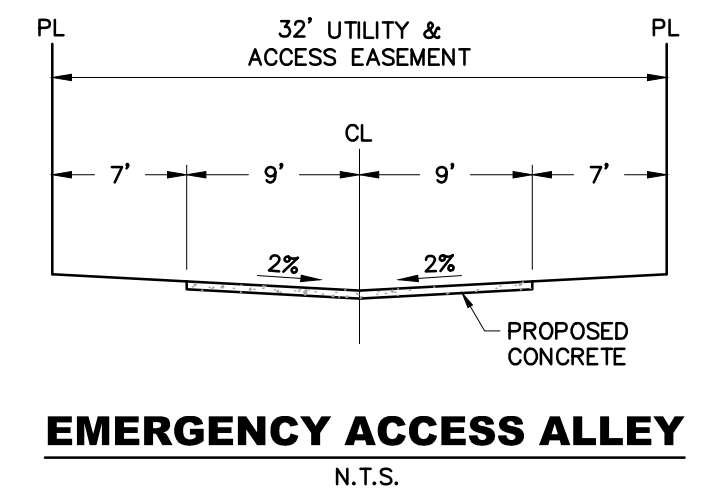 PL
32' UTILITY &
ACCESS EASEMENT
PL
CL
7'
9'
9'
7'
2%
2%
PROPOSED
CONCRETE
EMERGENCY ACCESS ALLEY
N.T.S.